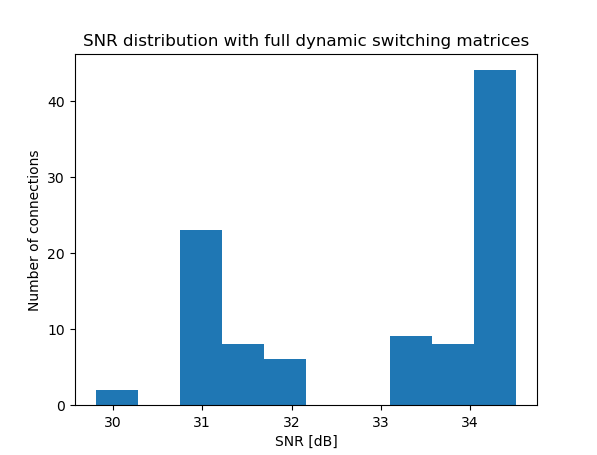 SNR distribution with full dynamic switching matrices
40
30
20
10
0
Number of connections
30 31 32 33 34
SNR [dB]